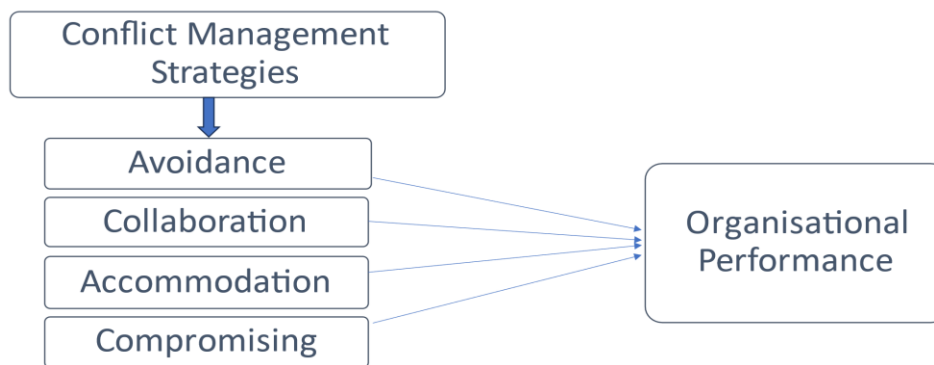 Conflict Management
Strategies
Avoidance
Collaboration
Accommodation
Compromising
Organisational
Performance